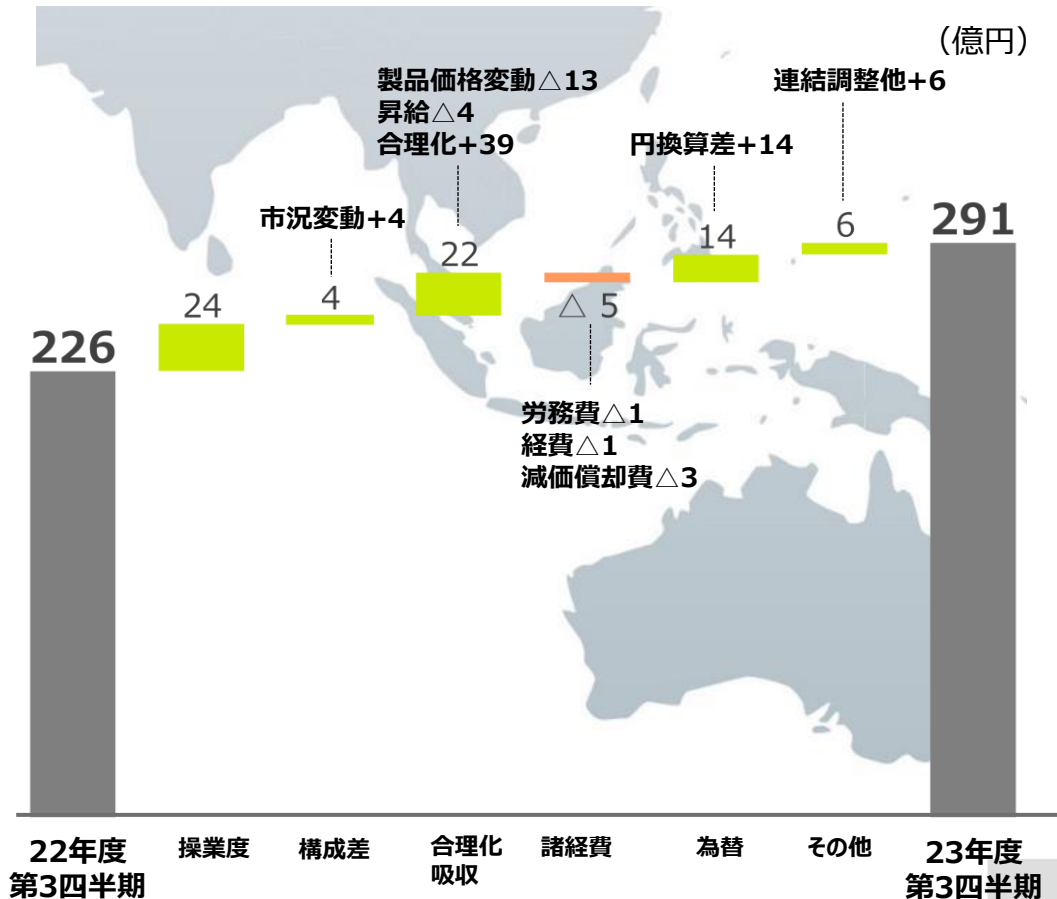 （億円）
製品価格変動△13
昇給△4
合理化+39
連結調整他+6
円換算差+14
市況変動+4
226
24
4
22
△ 5
14
6
291
労務費△1
経費△1
減価償却費△3
22年度
第3四半期
操業度
構成差
合理化
吸収
諸経費
為替
その他
23年度
第3四半期